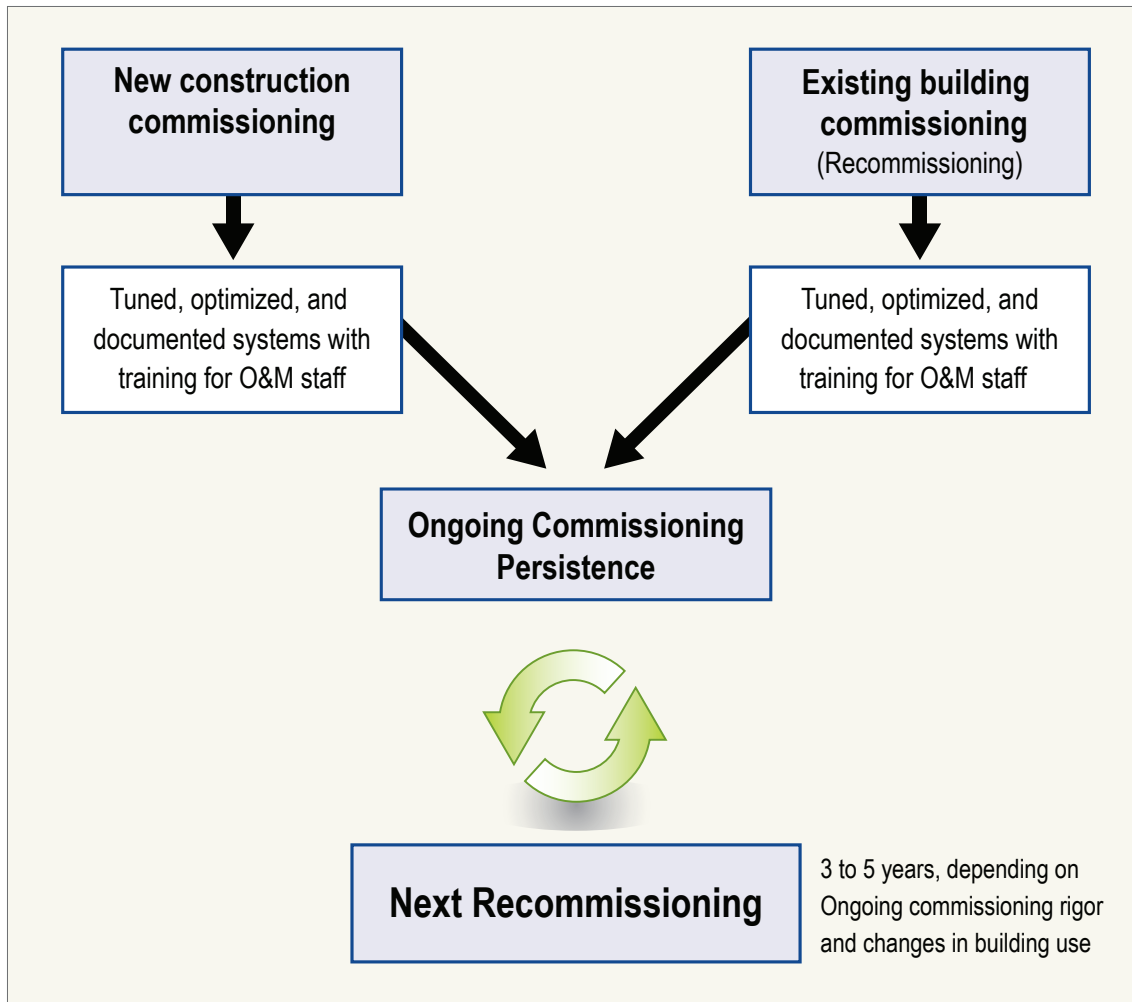 New construction
commissioning
Existing building
commissioning
(Recommissioning)
Tuned, optimized, and
documented systems with
training for O&M staff
Tuned, optimized, and
documented systems with
training for O&M staff
Ongoing Commissioning
Persistence
Next Recommissioning
3 to 5 years, depending on
Ongoing commissioning rigor
and changes in building use